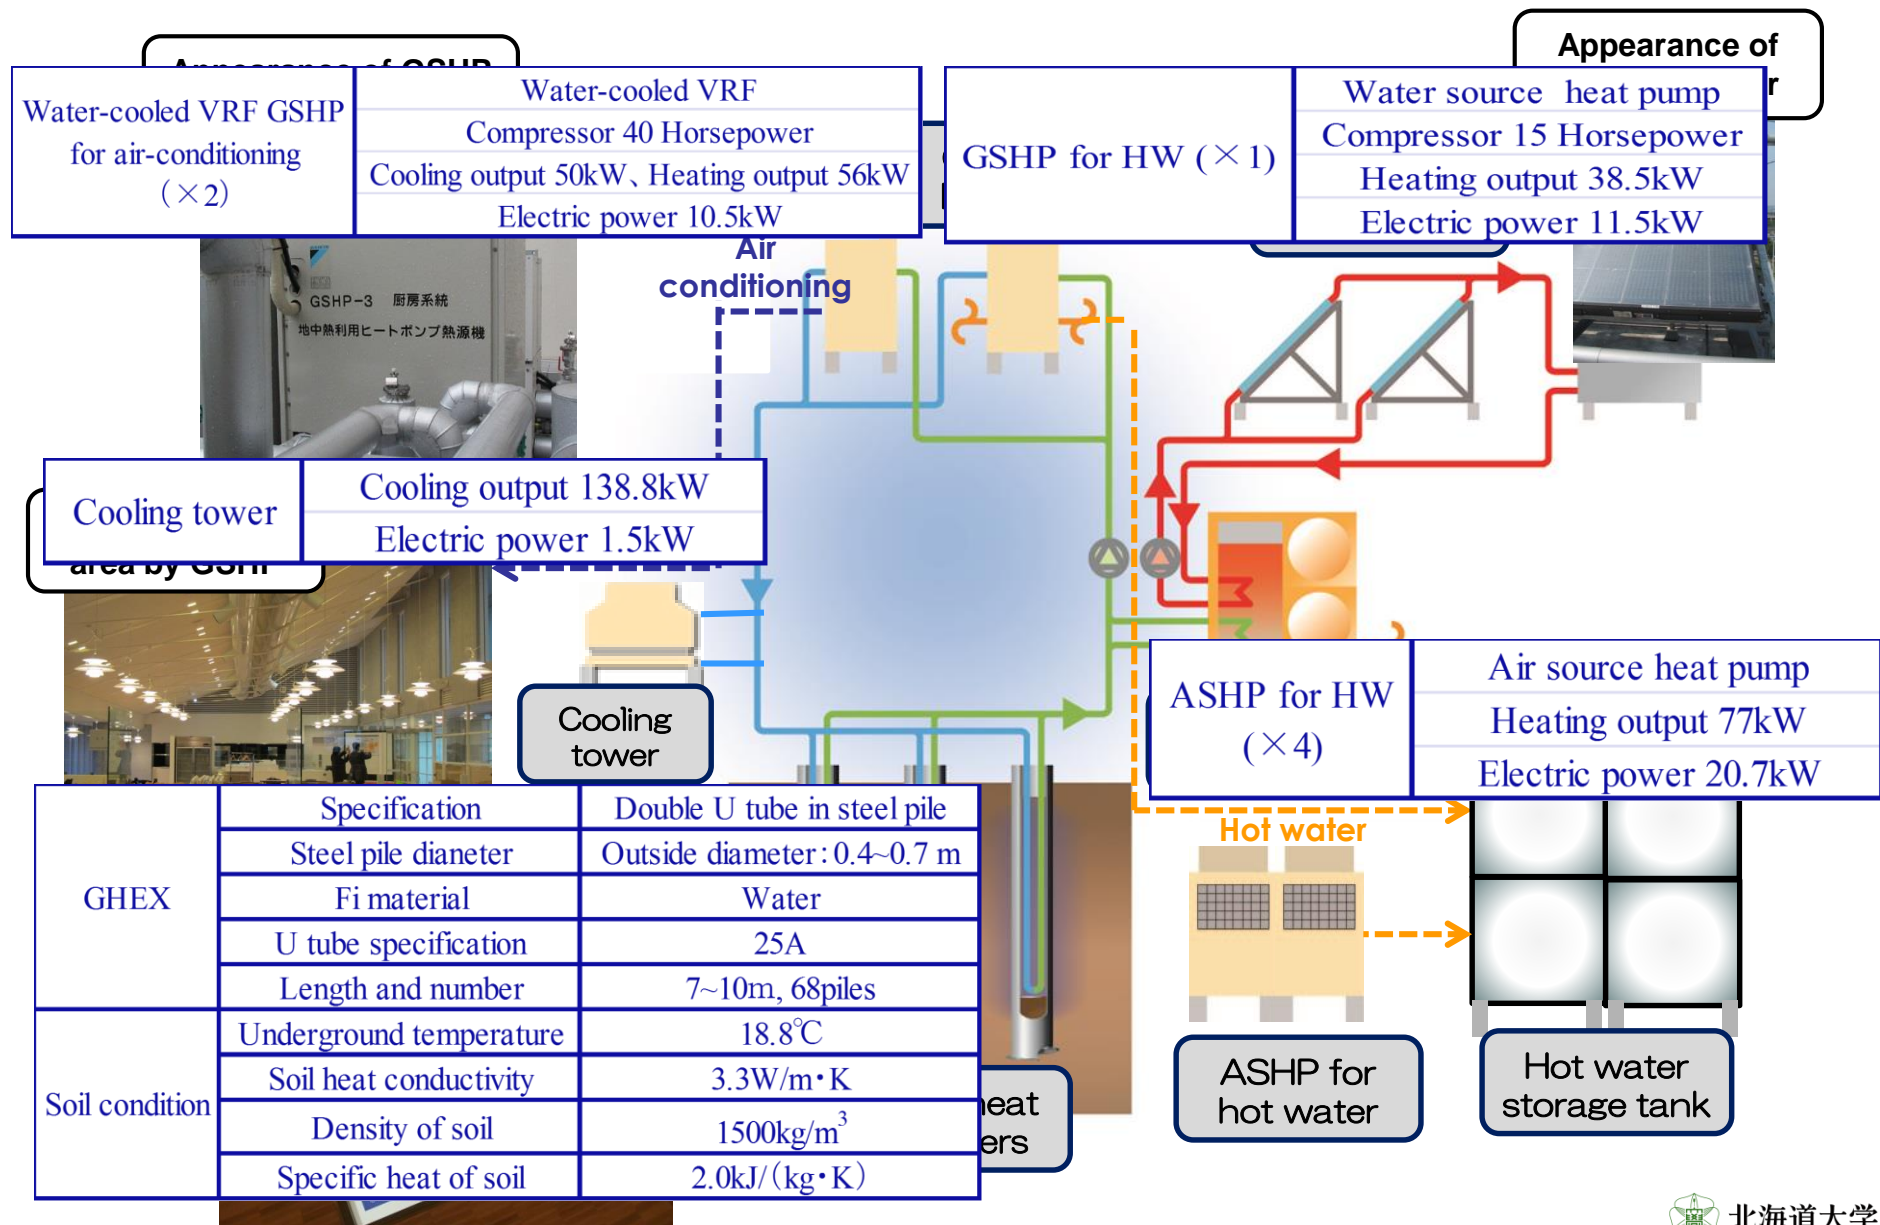 Appearance of GSHP
Appearance of
r
Water-cooled VRF GSHP
for air-conditioning
(×2)
Water-cooled VRF
Compressor 40 Horsepower
Cooling output 50kW、Heating output 56kW
Electric power 10.5kW
GSHP for HW (×1)
Water source heat pump
Compressor 15 Horsepower
Heating output 38.5kW
Electric power 11.5kW
Air
conditioning
GSHP-3 厨房系統
地中熱利用ヒートポンプ熱源機
Cooling tower
Cooling output 138.8kW
Electric power 1.5kW
area by GSHP
Cooling
tower
ASHP for HW
(×4)
Air source heat pump
Heating output 77kW
Electric power 20.7kW
Hot water
GHEX
Specification
Double U tube in steel pile
Steel pile dianeter
Outside diameter:0.4~0.7 m
Fi material
Water
U tube specification
25A
Length and number
7~10m, 68piles
Soil condition
Underground temperature
18.8℃
Soil heat conductivity
3.3W/m・K
Density of soil
1500kg/m³
Specific heat of soil
2.0kJ/(kg・K)
eat
ers
ASHP for
hot water
Hot water
storage tank
北海道大学